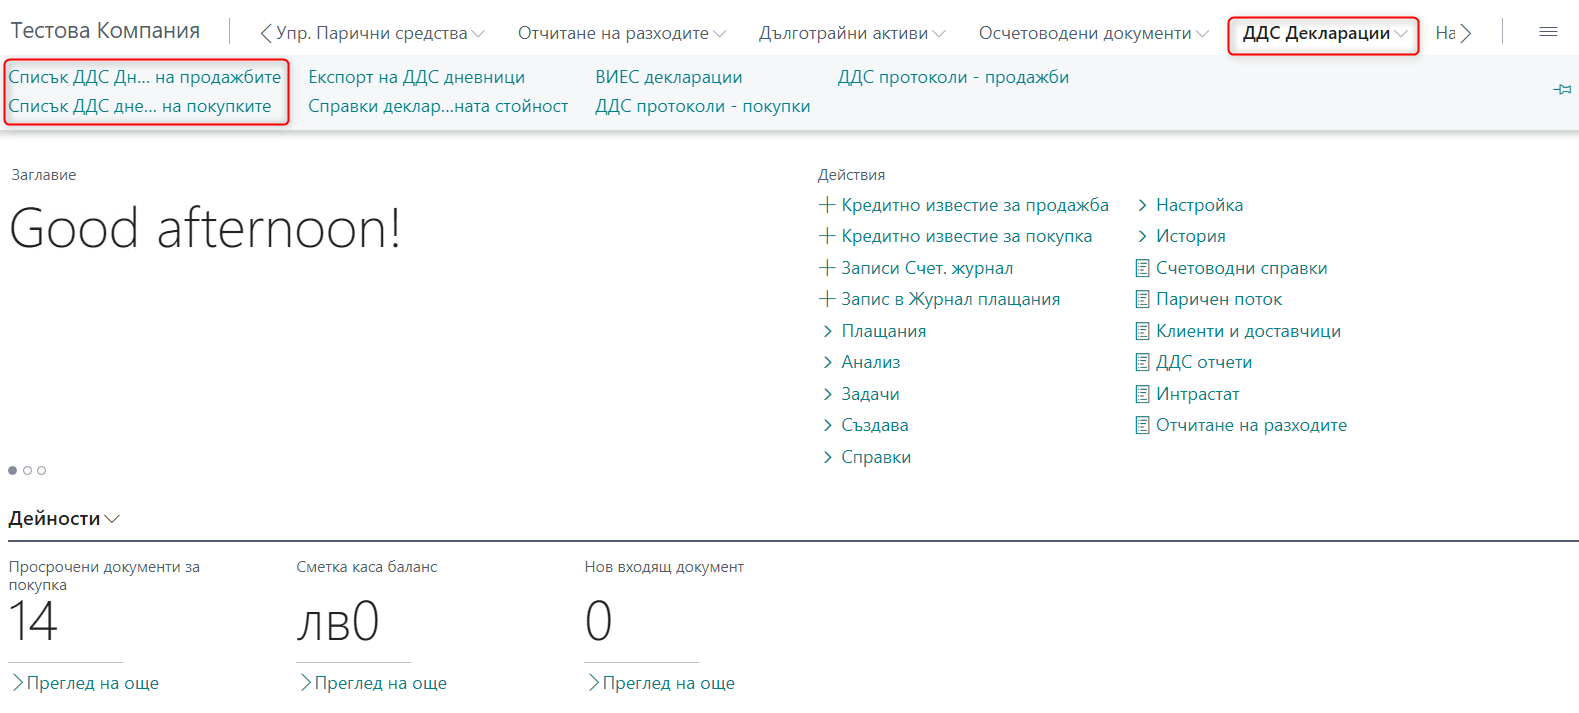 Тестова Компания
Упр. Парични средства
Отчитане на разходите
Дълготрайни активи
Осчетоводени документи
ДДС Декларации
На
Списък ДДС Дн... на продажбите
Експорт на ДДС дневници
ВИЕС декларации
ДДС протоколи - продажби
Списък ДДС дне... на покупките
Справки деклар...ната стойност
ДДС протоколи - покупки
Заглавие
Good afternoon!
Действия
Кредитно известие за продажба
Кредитно известие за покупка
Записи Счет. журнал
Запис в Журнал плащания
Плащания
Анализ
Задачи
Създава
Справки
Настройка
История
Счетоводни справки
Паричен поток
Клиенти и доставчици
ДДС отчети
Интрастат
Отчитане на разходите
Дейности
Просрочени документи за
покупка
14
Преглед на още
Сметка каса баланс
лв0
Преглед на още
Нов входящ документ
0
Преглед на още